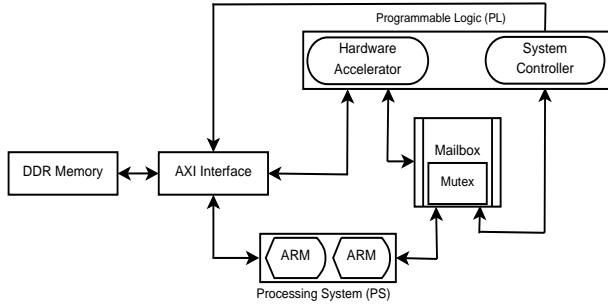 Programmable Logic (PL)
Hardware
Accelerator
System
Controller
Mailbox
Mutex
DDR Memory
AXI Interface
ARM
ARM
Processing System (PS)